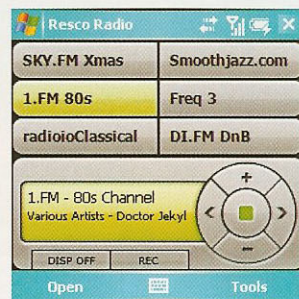 Resco Radio
SKY.FM Xmas
Smoothjazz.com
1.FM 80s
Freq 3
radioioClassical
DI.FM DnB
1.FM - 80s Channel
Various Artists - Doctor Jekyl
DISP OFF
REC
Open
Tools